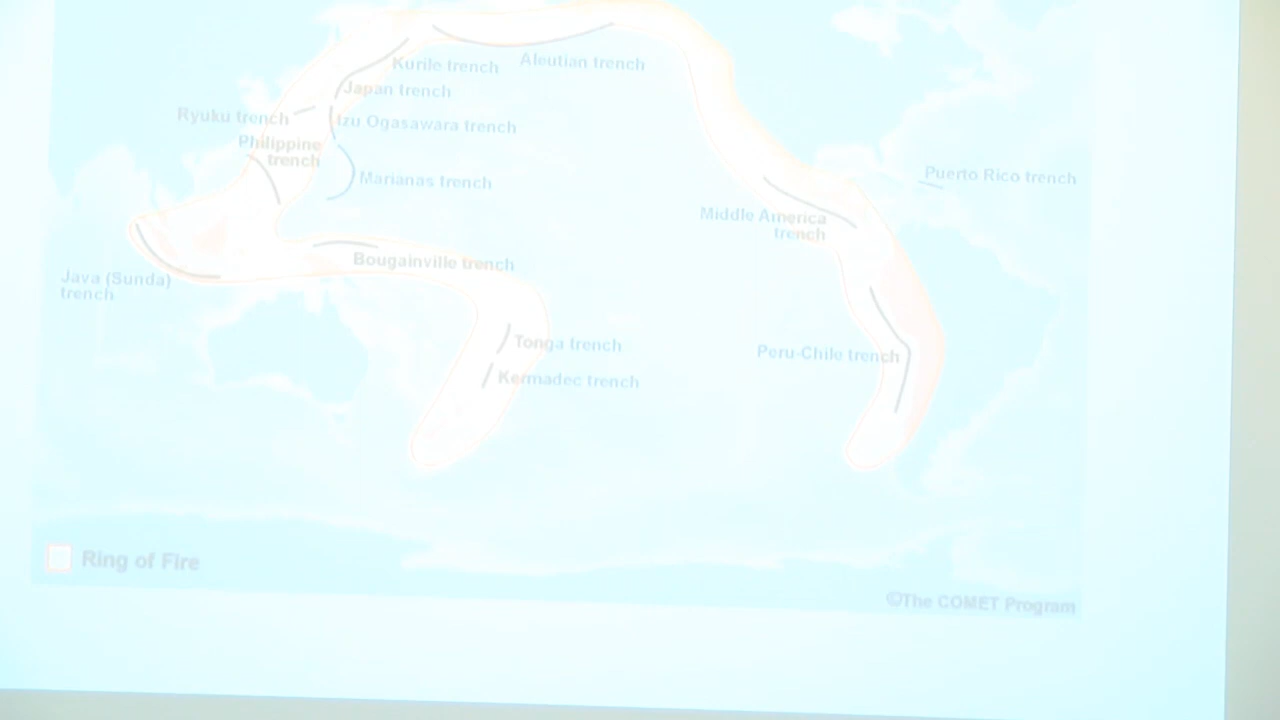 Kurile trench
Aleutian trench
Japan trench
Ryuku trench
Izu Ogasawara trench
Philippine
trench
Marianas trench
Puerto Rico trench
Middle America
trench
Bougainville trench
Java (Sunda)
trench
Tonga trench
Peru-Chile trench
Kermadec trench
Ring of Fire
©The COMET Program